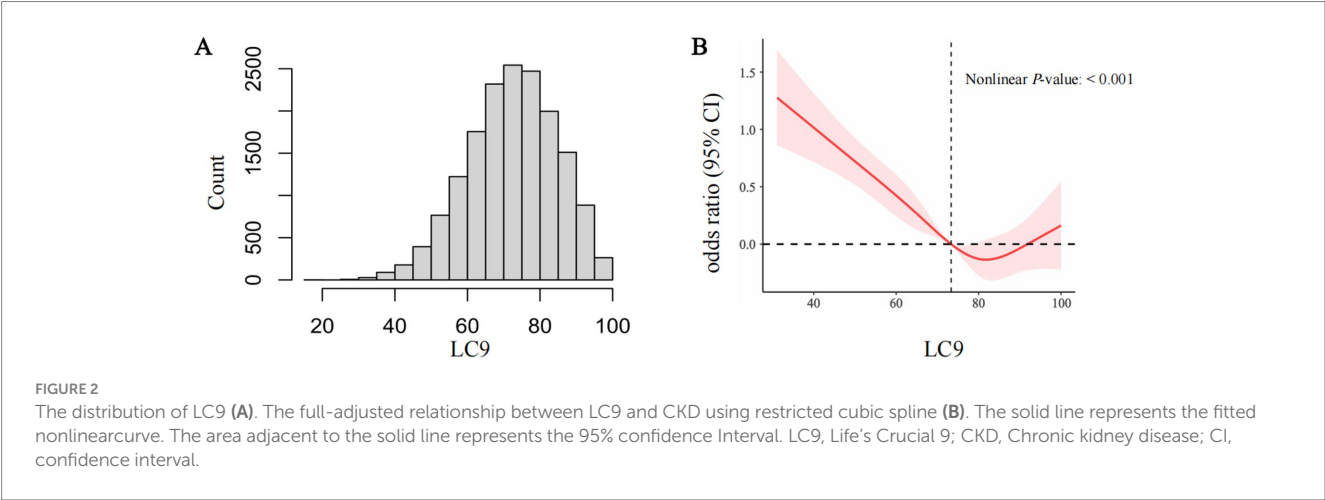 A
2500
1500
500
0
Count
20 40 60 80 100
LC9
B
Nonlinear P-value: < 0.001
1.5
1.0
0.5
0.0
odds ratio (95% CI)
40 60 80 100
LC9
FIGURE 2
The distribution of LC9 (A). The full-adjusted relationship between LC9 and CKD using restricted cubic spline (B). The solid line represents the fitted
nonlinearcurve. The area adjacent to the solid line represents the 95% confidence Interval. LC9, Life's Crucial 9; CKD, Chronic kidney disease; CI,
confidence interval.